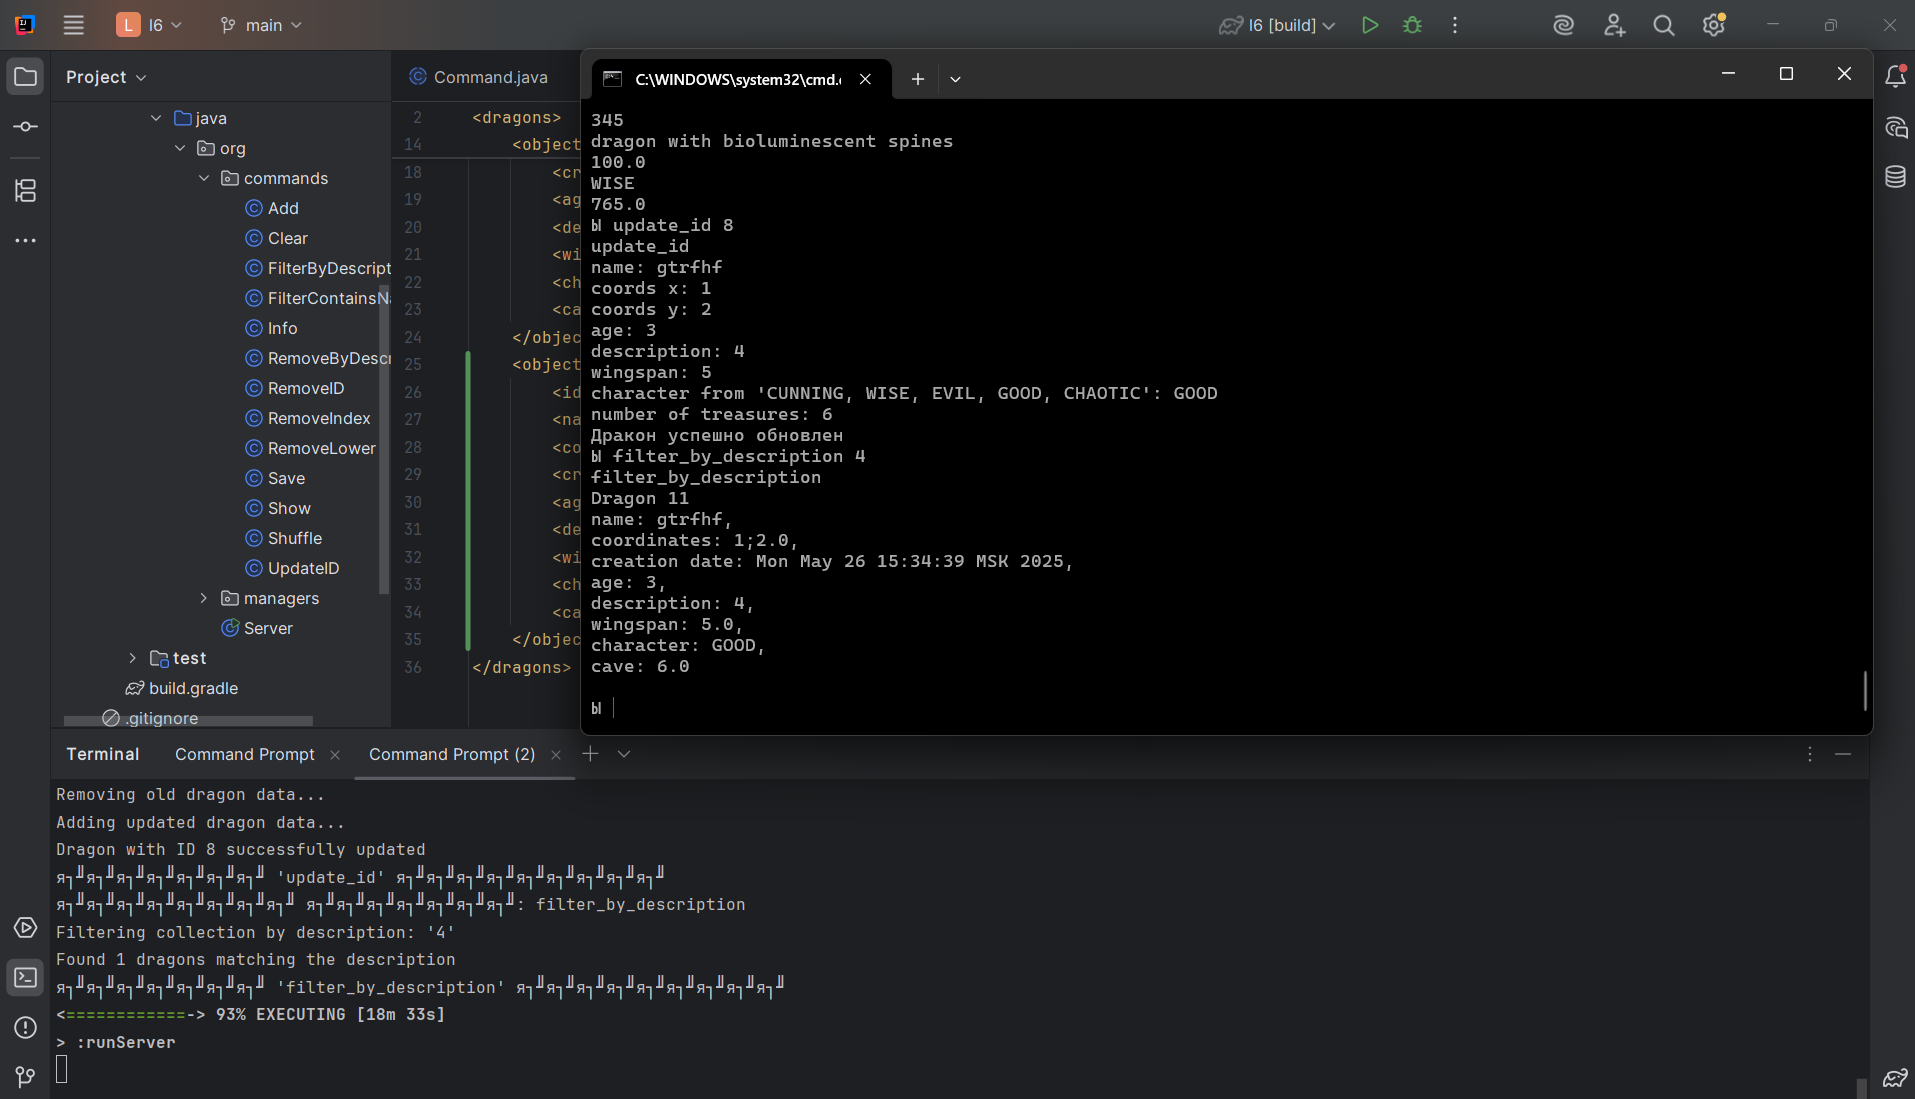 L l6 main l6 [build]
Project
java
org
commands
Add
Clear
FilterByDescript
FilterContainsNa
Info
RemoveByDescr
RemoveID
RemoveIndex
RemoveLower
Save
Show
Shuffle
UpdateID
managers
Server
test
build.gradle
.gitignore
Command.java
2 <dragons>
14 <object
18 <cr
19 <ag
20 <de
21 <wi
22 <ch
23 <ca
24 </objec
25 <object
26 <id
27 <na
28 <co
29 <cr
30 <ag
31 <de
32 <wi
33 <ch
34 <ca
35 </objec
36 </dragons>
C:\WINDOWS\system32\cmd.
345
dragon with bioluminescent spines
100.0
WISE
765.0
Ы update_id 8
update_id
name: gtrfhf
coords x: 1
coords y: 2
age: 3
description: 4
wingspan: 5
character from 'CUNNING, WISE, EVIL, GOOD, CHAOTIC': GOOD
number of treasures: 6
Дракон успешно обновлен
Ы filter_by_description 4
filter_by_description
Dragon 11
name: gtrfhf,
coordinates: 1;2.0,
creation date: Mon May 26 15:34:39 MSK 2025,
age: 3,
description: 4,
wingspan: 5.0,
character: GOOD,
cave: 6.0
Ы
Terminal Command Prompt Command Prompt (2)
Removing old dragon data...
Adding updated dragon data...
Dragon with ID 8 successfully updated
я┐╜я┐╜я┐╜я┐╜я┐╜я┐╜я┐╜ 'update_id' я┐╜я┐╜я┐╜я┐╜я┐╜я┐╜я┐╜я┐╜я┐╜
я┐╜я┐╜я┐╜я┐╜я┐╜я┐╜я┐╜я┐╜ я┐╜я┐╜я┐╜я┐╜я┐╜я┐╜я┐╜: filter_by_description
Filtering collection by description: '4'
Found 1 dragons matching the description
я┐╜я┐╜я┐╜я┐╜я┐╜я┐╜я┐╜ 'filter_by_description' я┐╜я┐╜я┐╜я┐╜я┐╜я┐╜я┐╜я┐╜я┐╜
<============-> 93% EXECUTING [18m 33s]
> :runServer